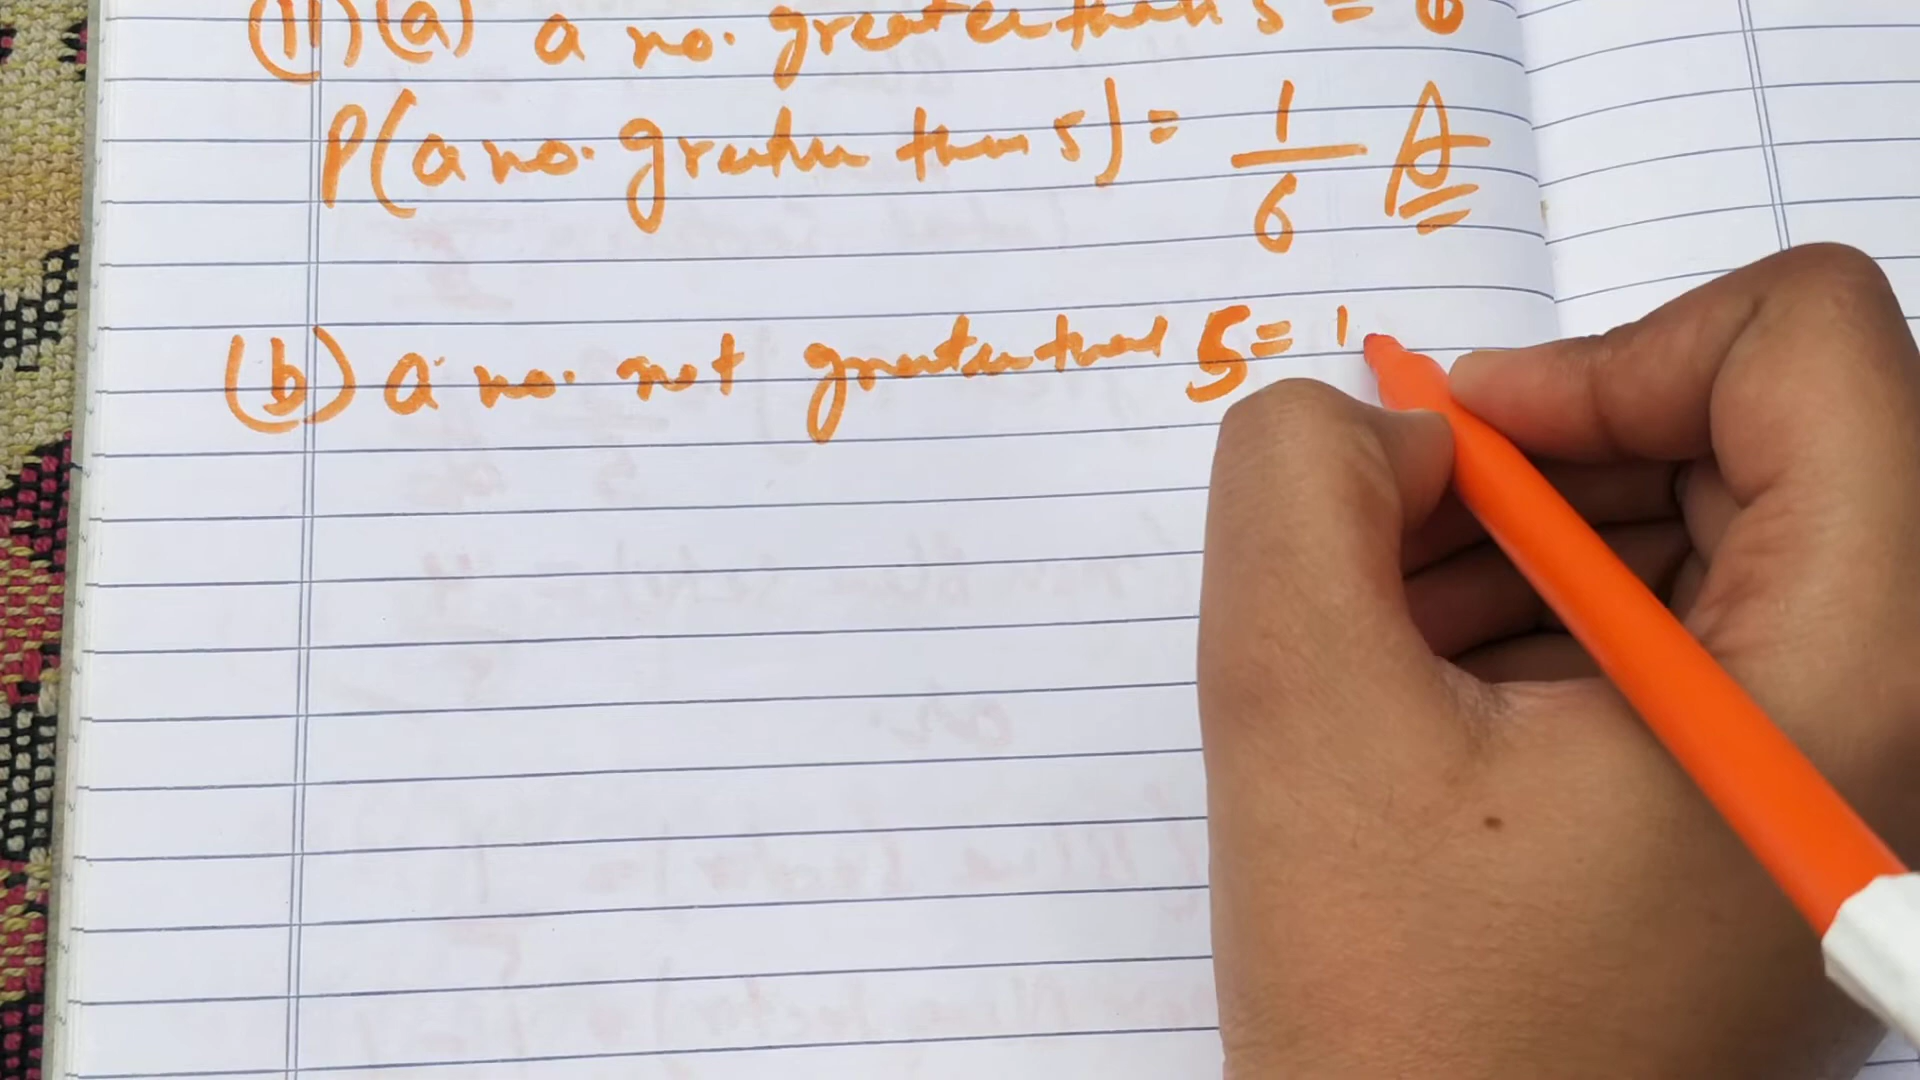 (ii) (a) a no. greater than 5 = 6
P(a no. greater than 5) = 1/6 A
(b) a no. not greater than 5 = 1